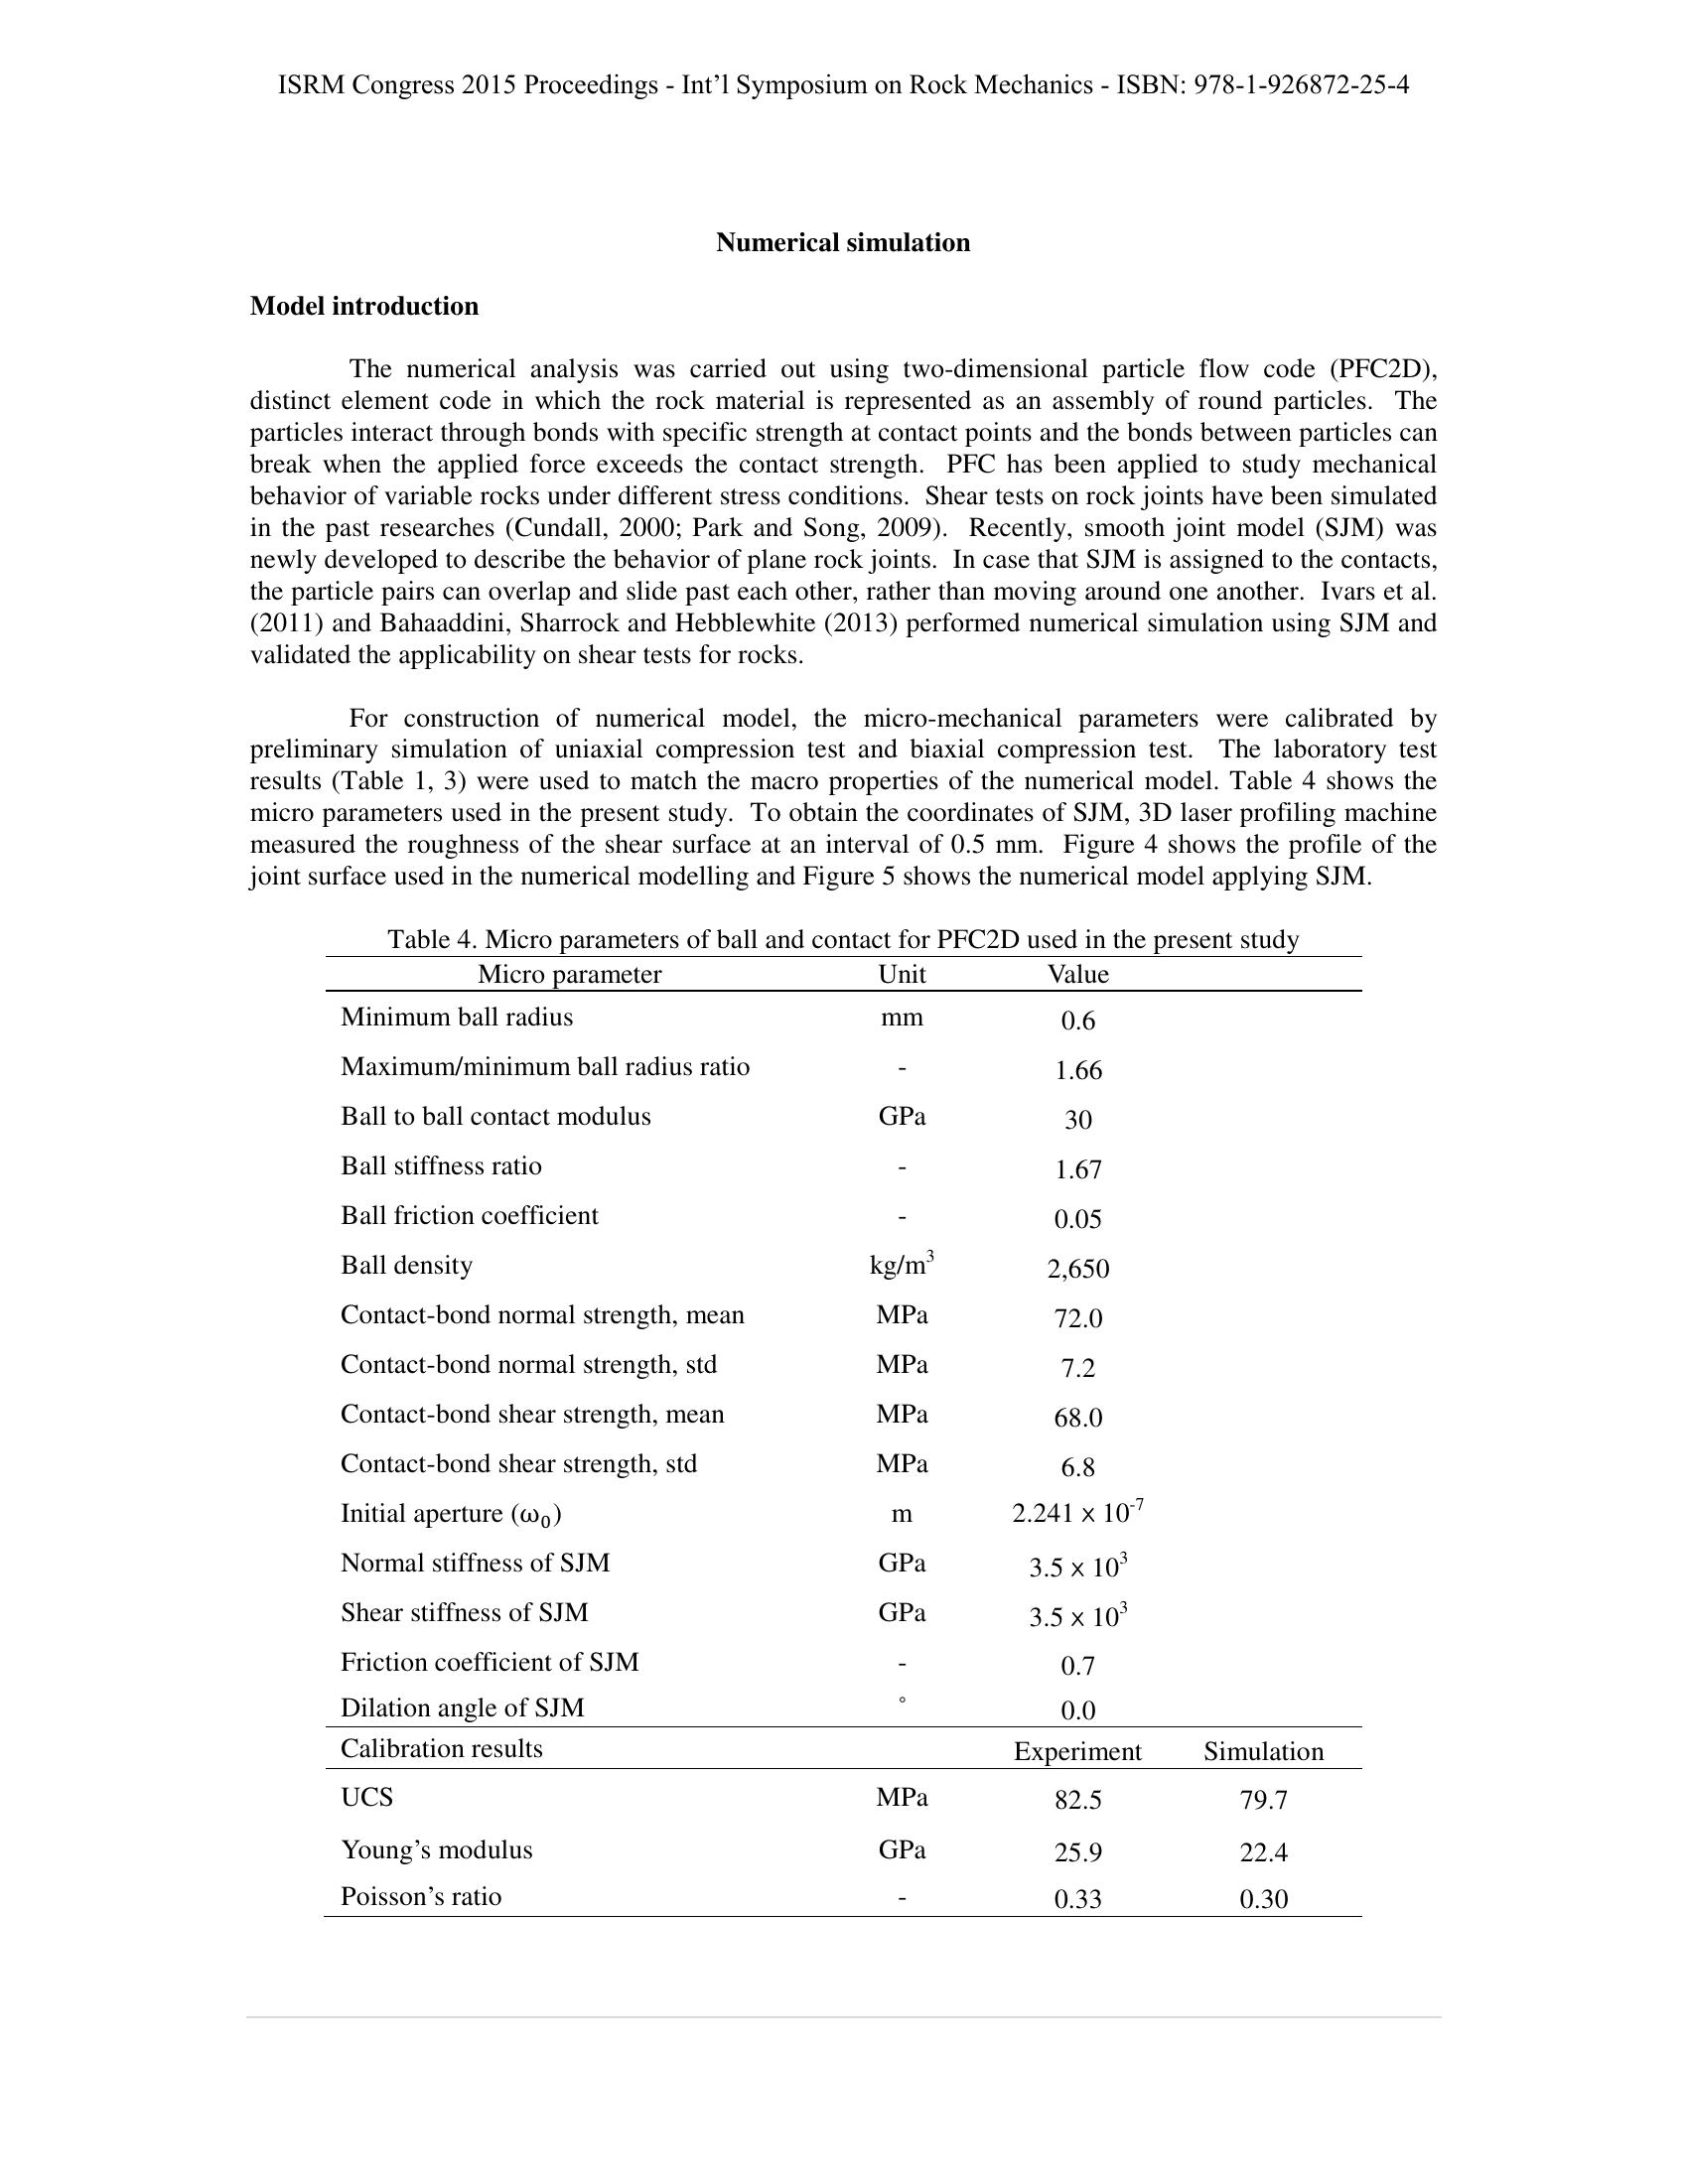 ISRM Congress 2015 Proceedings - Int’l Symposium on Rock Mechanics - ISBN: 978-1-926872-25-4
Numerical simulation
Model introduction
The numerical analysis was carried out using two-dimensional particle flow code (PFC2D),
distinct element code in which the rock material is represented as an assembly of round particles. The
particles interact through bonds with specific strength at contact points and the bonds between particles can
break when the applied force exceeds the contact strength. PFC has been applied to study mechanical
behavior of variable rocks under different stress conditions. Shear tests on rock joints have been simulated
in the past researches (Cundall, 2000; Park and Song, 2009). Recently, smooth joint model (SJM) was
newly developed to describe the behavior of plane rock joints. In case that SJM is assigned to the contacts,
the particle pairs can overlap and slide past each other, rather than moving around one another. Ivars et al.
(2011) and Bahaaddini, Sharrock and Hebblewhite (2013) performed numerical simulation using SJM and
validated the applicability on shear tests for rocks.
For construction of numerical model, the micro-mechanical parameters were calibrated by
preliminary simulation of uniaxial compression test and biaxial compression test. The laboratory test
results (Table 1, 3) were used to match the macro properties of the numerical model. Table 4 shows the
micro parameters used in the present study. To obtain the coordinates of SJM, 3D laser profiling machine
measured the roughness of the shear surface at an interval of 0.5 mm. Figure 4 shows the profile of the
joint surface used in the numerical modelling and Figure 5 shows the numerical model applying SJM.
Table 4. Micro parameters of ball and contact for PFC2D used in the present study
Micro parameter Unit Value
Minimum ball radius mm 0.6
Maximum/minimum ball radius ratio - 1.66
Ball to ball contact modulus GPa 30
Ball stiffness ratio - 1.67
Ball friction coefficient - 0.05
Ball density kg/m³ 2,650
Contact-bond normal strength, mean MPa 72.0
Contact-bond normal strength, std MPa 7.2
Contact-bond shear strength, mean MPa 68.0
Contact-bond shear strength, std MPa 6.8
Initial aperture (ω₀) m 2.241 × 10⁻⁷
Normal stiffness of SJM GPa 3.5 × 10³
Shear stiffness of SJM GPa 3.5 × 10³
Friction coefficient of SJM - 0.7
Dilation angle of SJM ° 0.0
Calibration results Experiment Simulation
UCS MPa 82.5 79.7
Young’s modulus GPa 25.9 22.4
Poisson’s ratio - 0.33 0.30